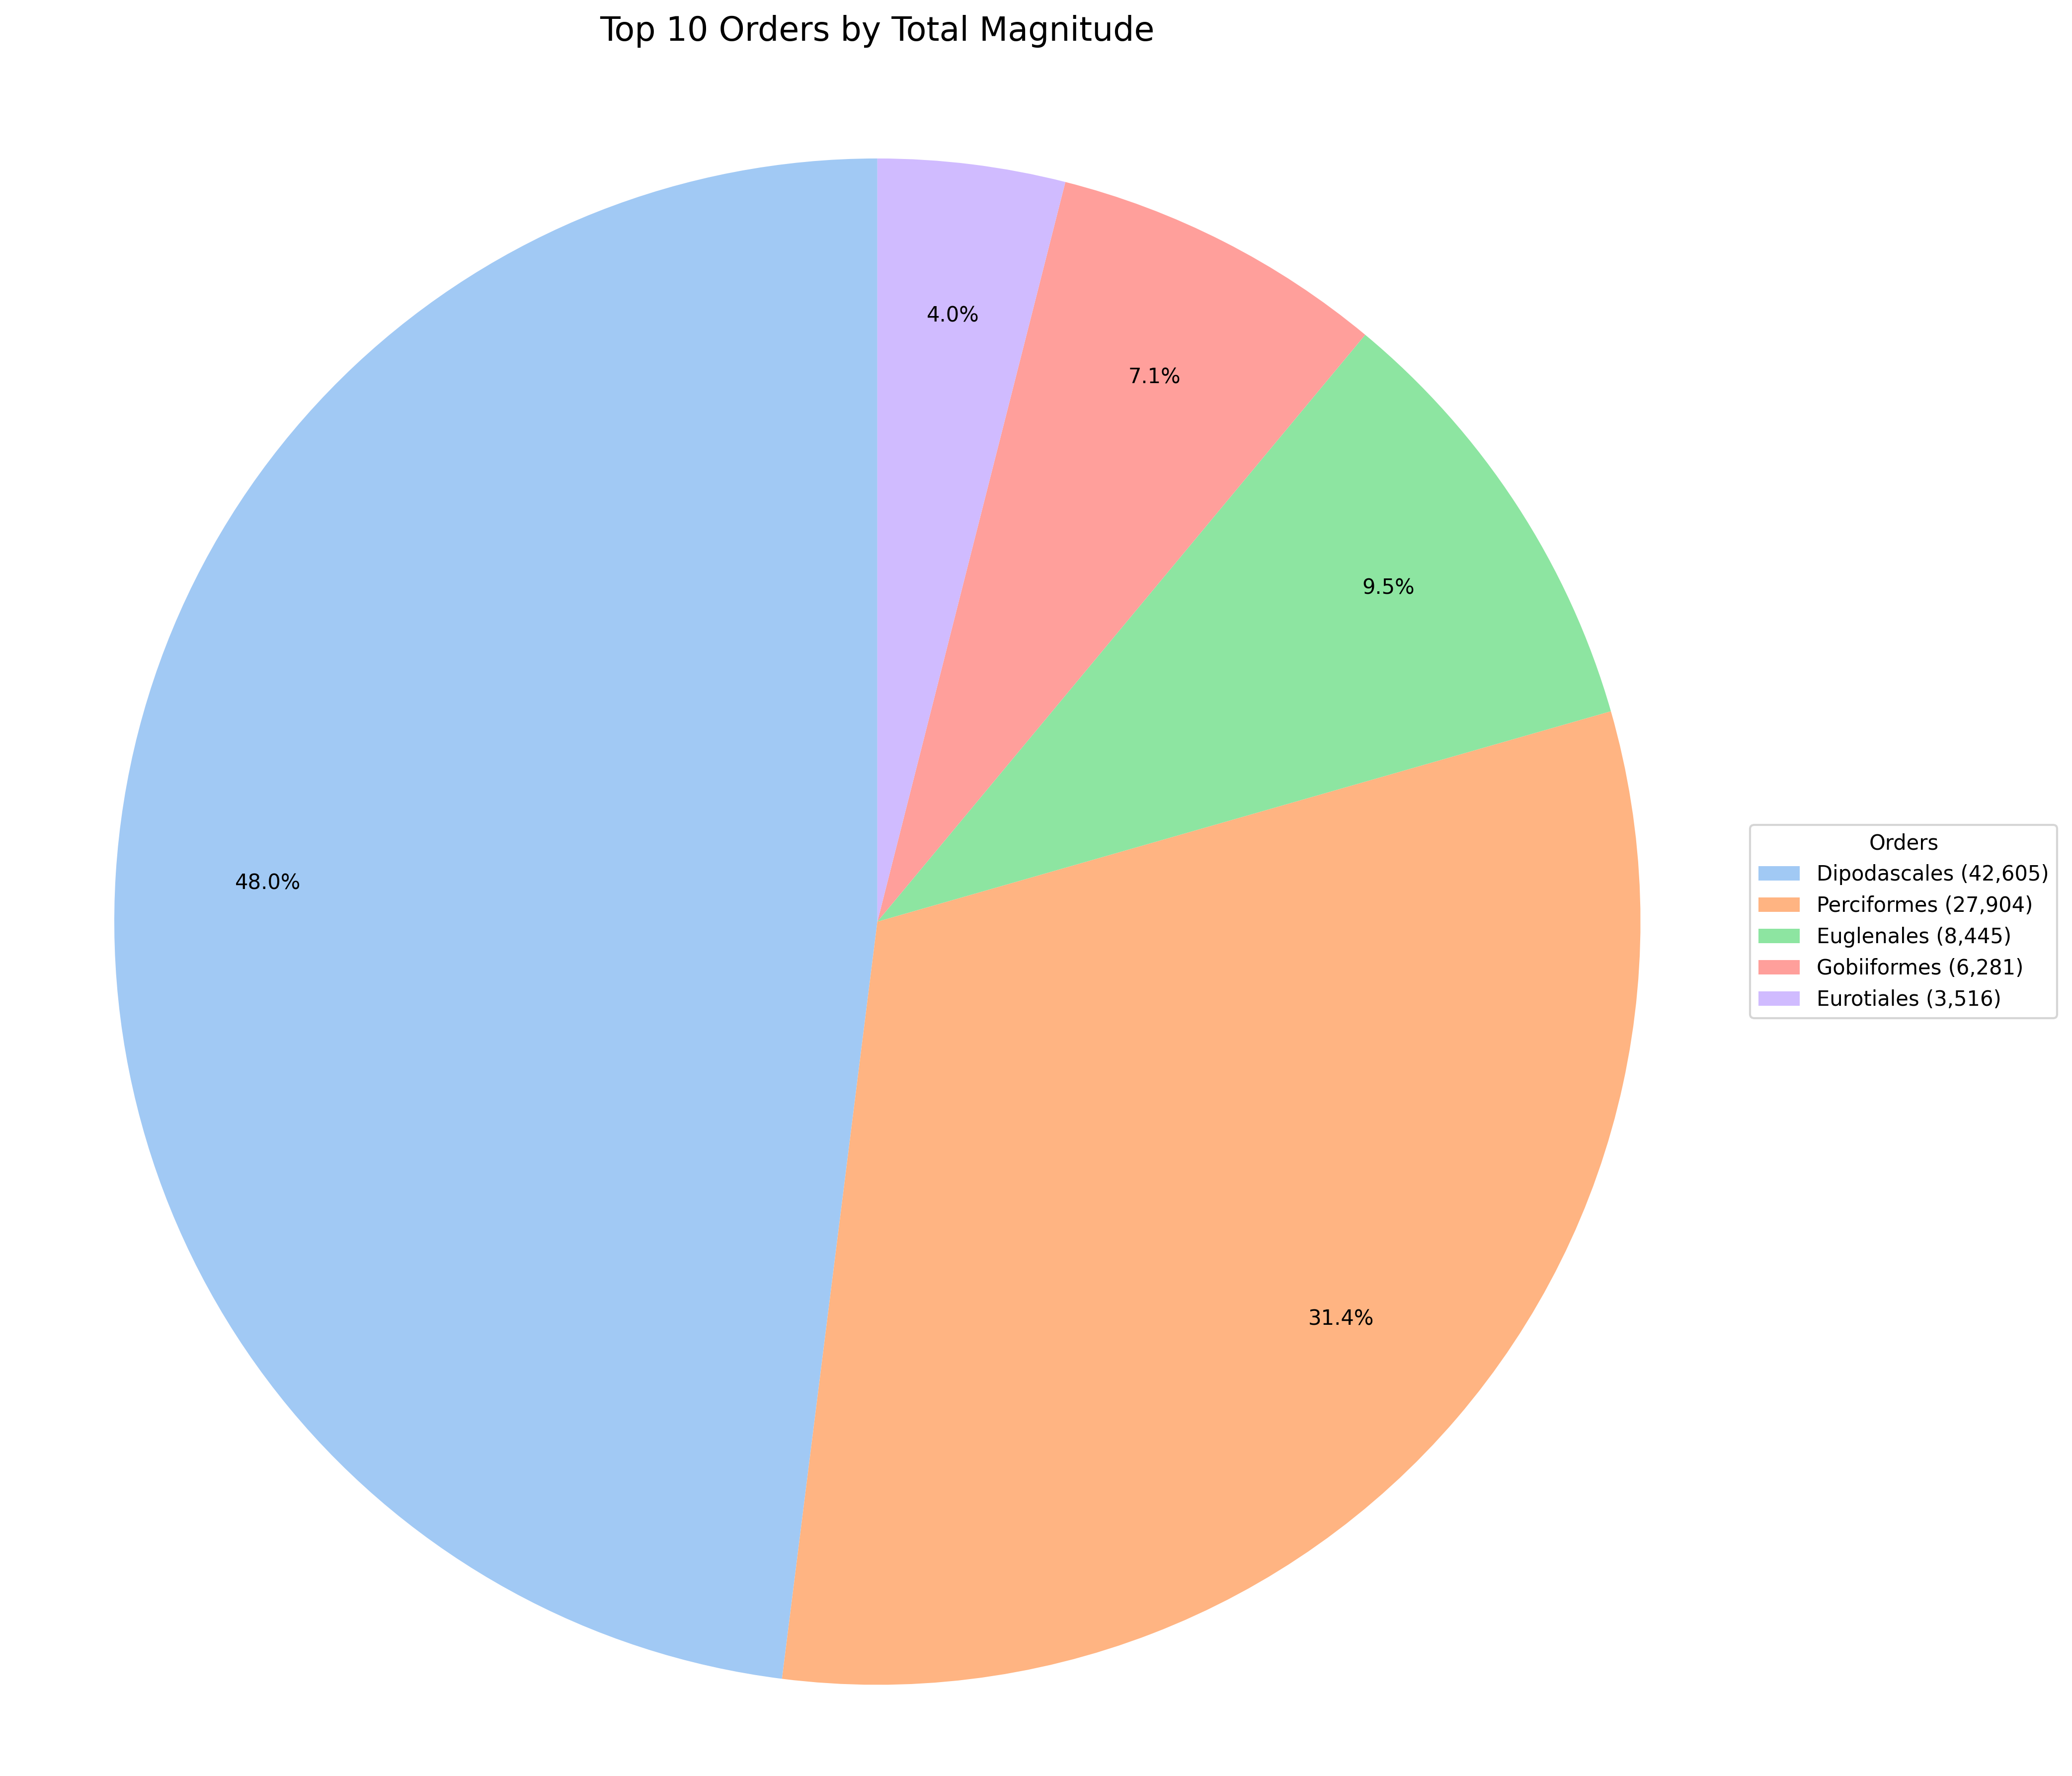 Top 10 Orders by Total Magnitude
4.0%
7.1%
9.5%
48.0%
31.4%
Orders
Dipodascales (42,605)
Perciformes (27,904)
Euglenales (8,445)
Gobiiformes (6,281)
Eurotiales (3,516)